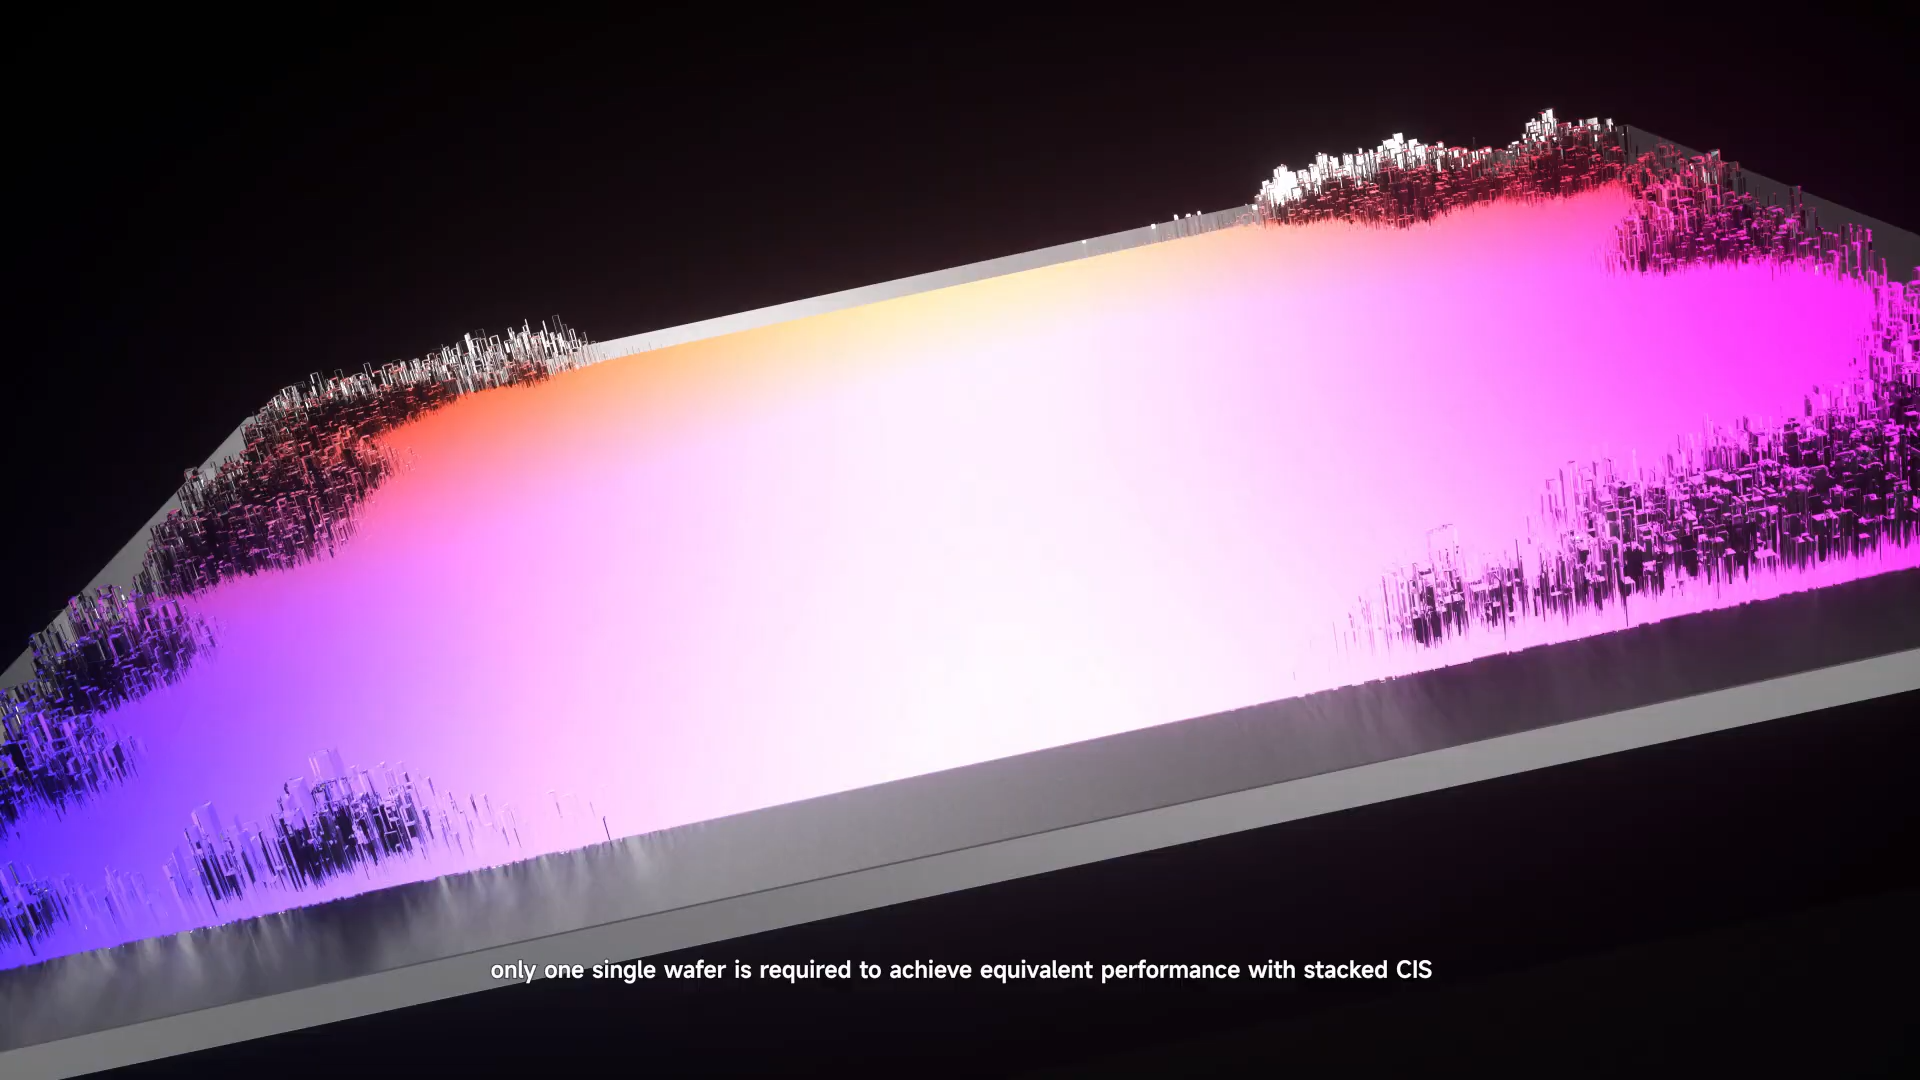 only one single wafer is required to achieve equivalent performance with stacked CIS